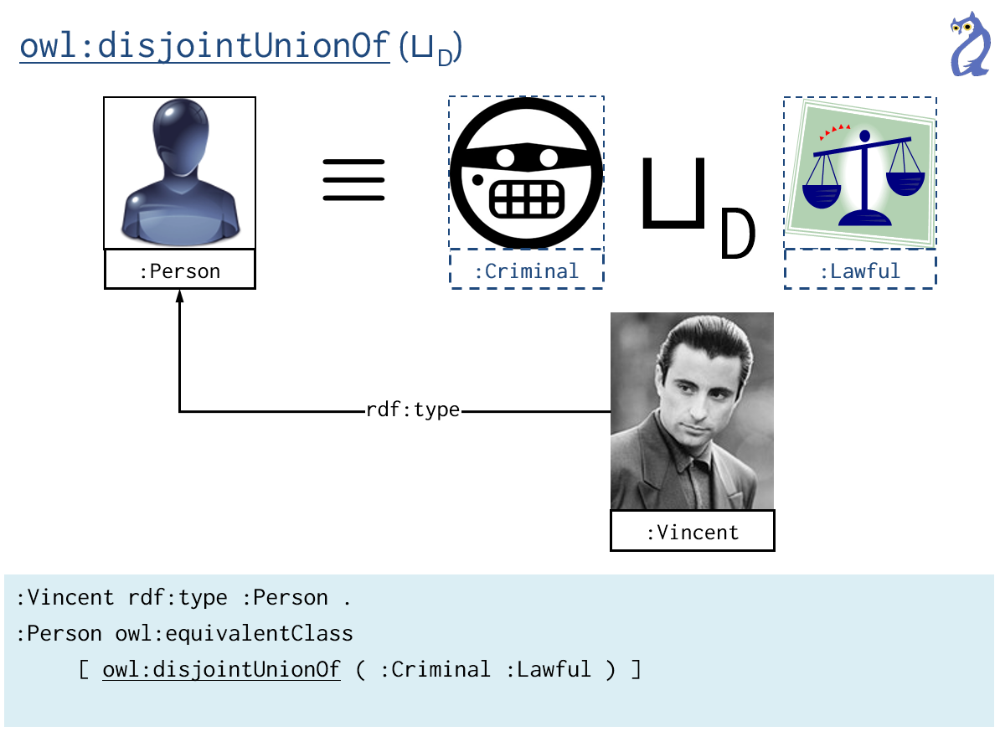 owl:disjointUnionOf (⊔D)
≡
⊔D
:Person
:Criminal
:Lawful
rdf:type
:Vincent
:Vincent rdf:type :Person .
:Person owl:equivalentClass
[ owl:disjointUnionOf ( :Criminal :Lawful ) ]